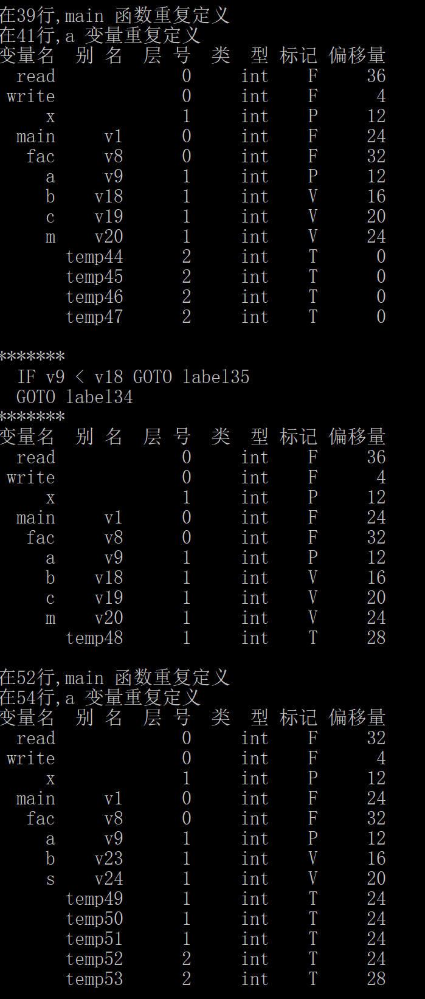 在39行,main 函数重复定义
在41行,a 变量重复定义
变量名 别 名 层 号 类 型 标记 偏移量
read 0 int F 36
write 0 int F 4
x 1 int P 12
main v1 0 int F 24
fac v8 0 int F 32
a v9 1 int P 12
b v18 1 int V 16
c v19 1 int V 20
m v20 1 int V 24
temp44 2 int T 0
temp45 2 int T 0
temp46 2 int T 0
temp47 2 int T 0
*******
IF v9 < v18 GOTO label35
GOTO label34
*******
变量名 别 名 层 号 类 型 标记 偏移量
read 0 int F 36
write 0 int F 4
x 1 int P 12
main v1 0 int F 24
fac v8 0 int F 32
a v9 1 int P 12
b v18 1 int V 16
c v19 1 int V 20
m v20 1 int V 24
temp48 1 int T 28
在52行,main 函数重复定义
在54行,a 变量重复定义
变量名 别 名 层 号 类 型 标记 偏移量
read 0 int F 32
write 0 int F 4
x 1 int P 12
main v1 0 int F 24
fac v8 0 int F 32
a v9 1 int P 12
b v23 1 int V 16
s v24 1 int V 20
temp49 1 int T 24
temp50 1 int T 24
temp51 1 int T 24
temp52 2 int T 24
temp53 2 int T 28